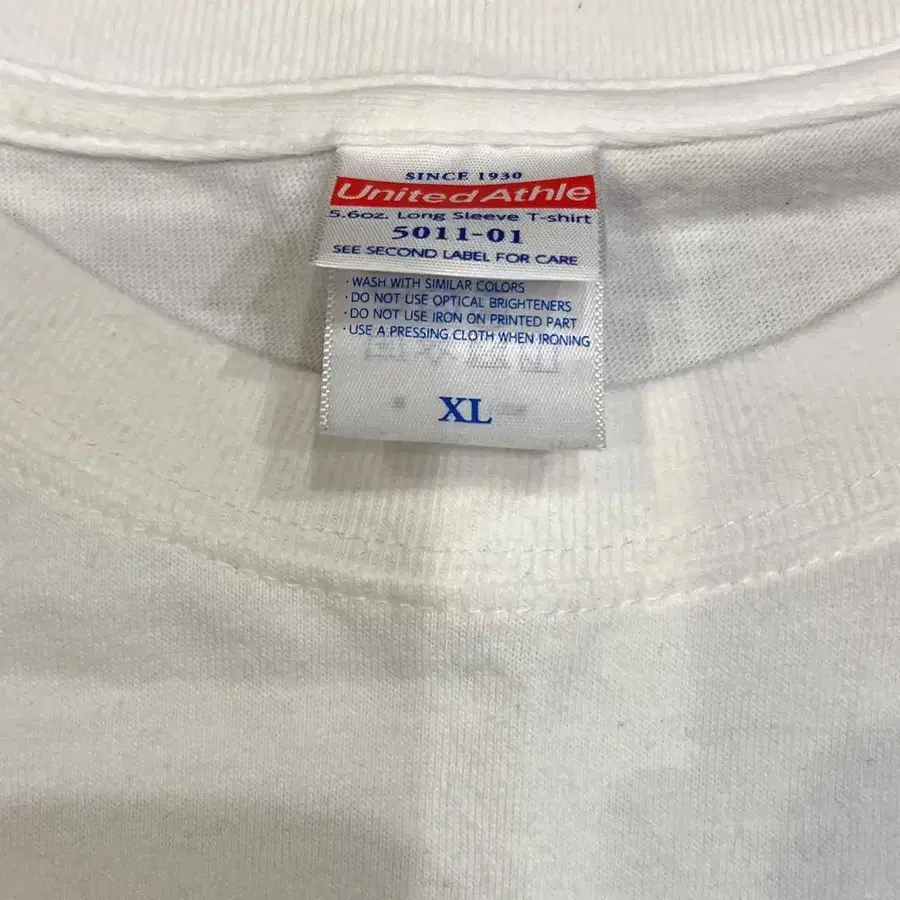 SINCE 1930
United Athle
5.6oz. Long Sleeve T-shirt
5011-01
SEE SECOND LABEL FOR CARE
· WASH WITH SIMILAR COLORS
· DO NOT USE OPTICAL BRIGHTENERS
· DO NOT USE IRON ON PRINTED PART
· USE A PRESSING CLOTH WHEN IRONING
XL